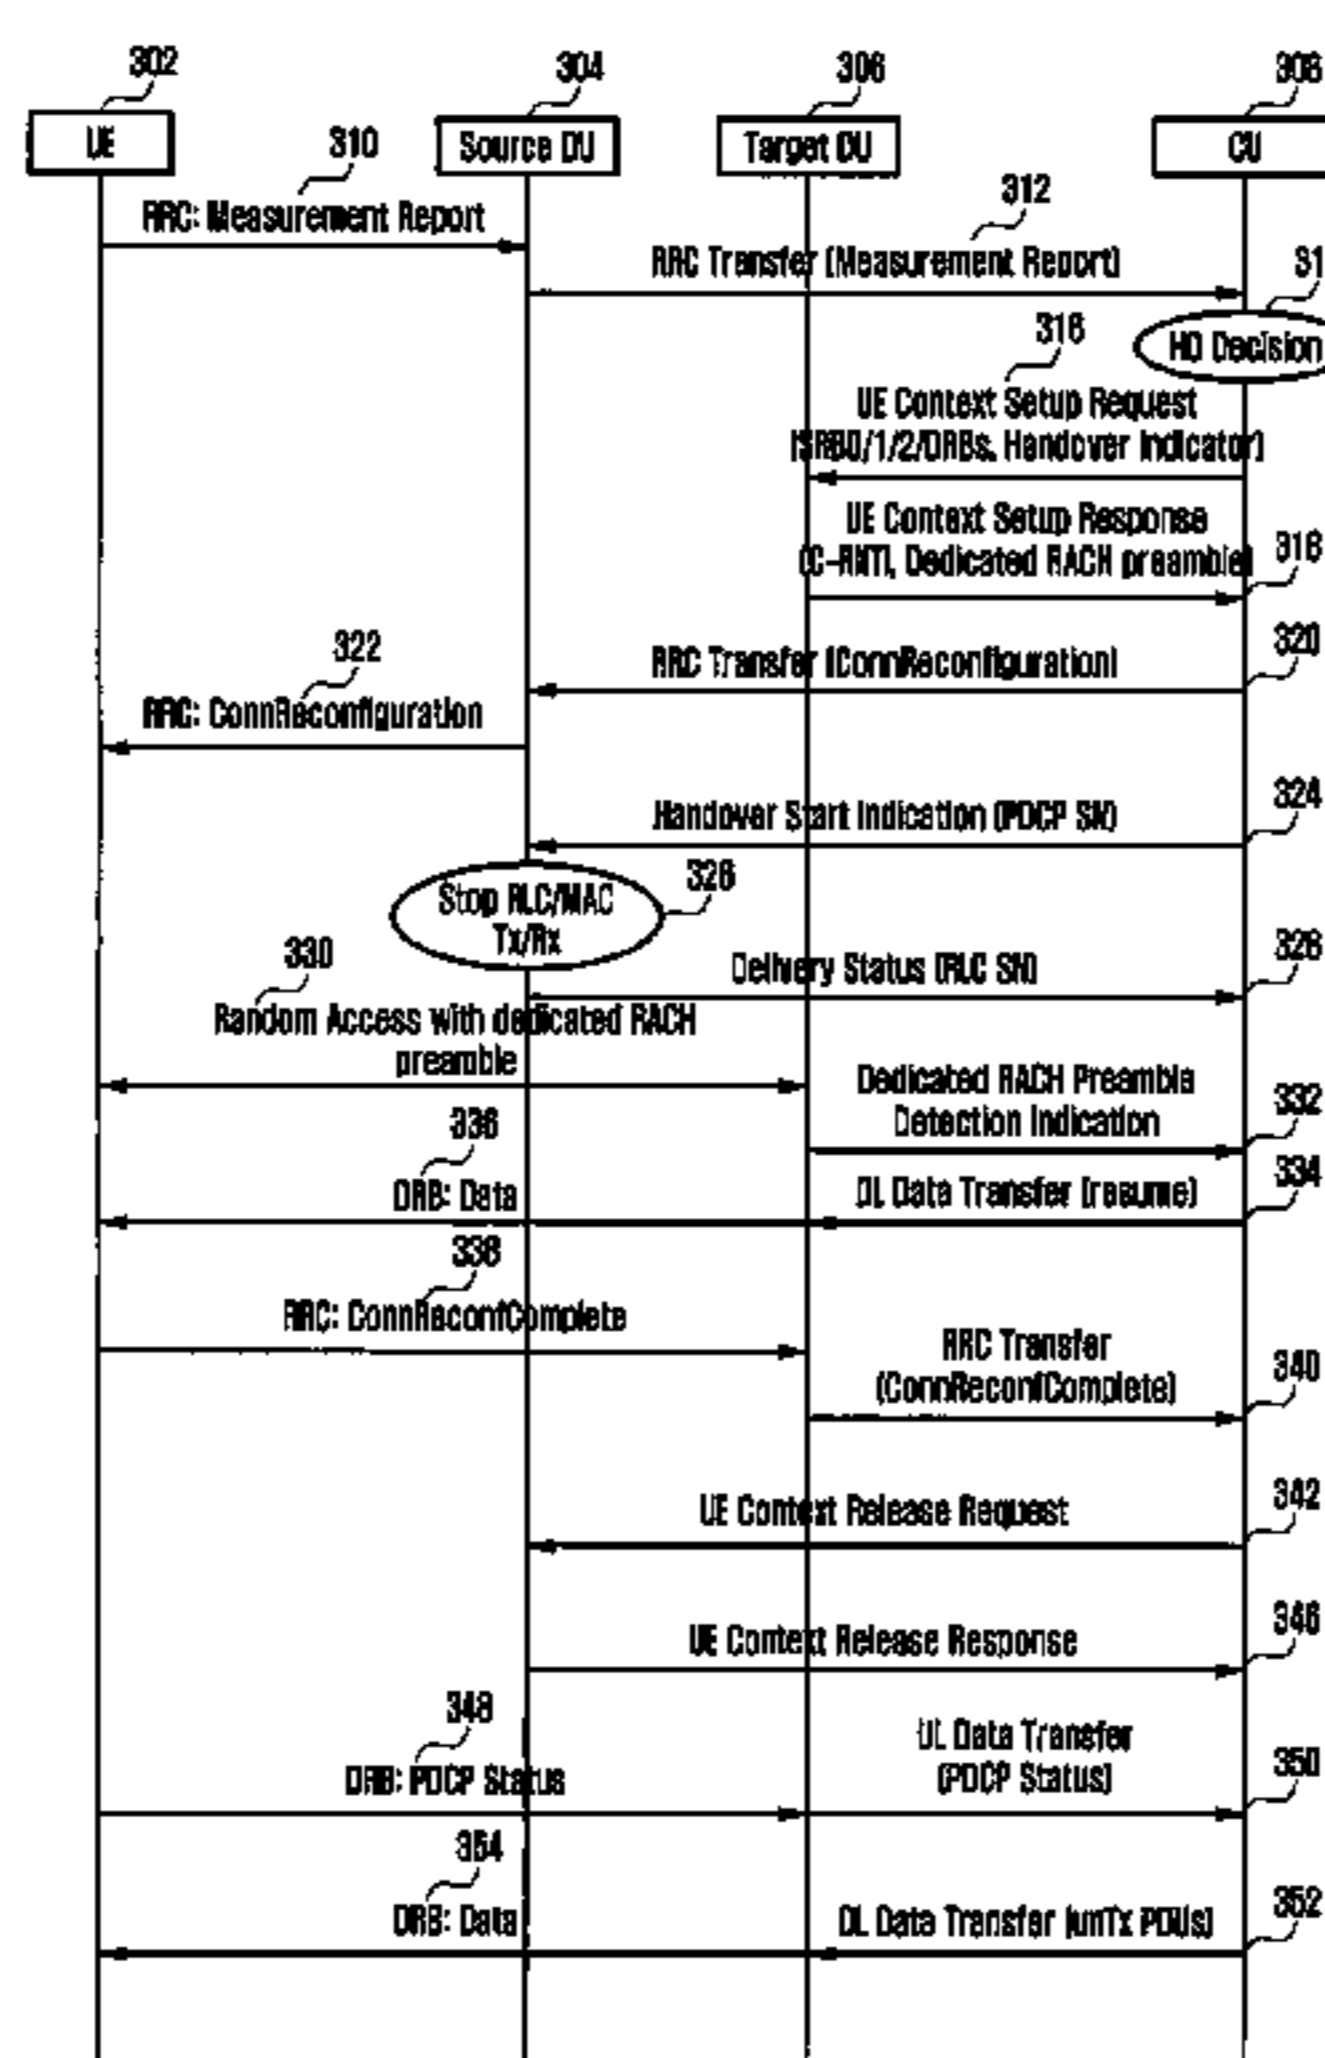 302
304
306
308
UE
Source DU
Target DU
CU
310
RRC: Measurement Report
312
RRC Transfer (Measurement Report)
31
HO Decision
316
UE Context Setup Request
(SRB0/1/2/DRBs, Handover Indicator)
UE Context Setup Response
(C-RNTI, Dedicated RACH preamble)
318
320
RRC Transfer (ConnReconfiguration)
322
RRC: ConnReconfiguration
324
Handover Start Indication (PDCP SN)
326
Stop RLC/MAC
Tx/Rx
328
Delivery Status (RLC SN)
330
Random Access with dedicated RACH
preamble
Dedicated RACH Preamble
Detection Indication
332
336
334
DRB: Data
DL Data Transfer (resume)
338
RRC: ConnReconfComplete
RRC Transfer
(ConnReconfComplete)
340
342
UE Context Release Request
346
UE Context Release Response
348
DRB: PDCP Status
UL Data Transfer
(PDCP Status)
350
354
DRB: Data
DL Data Transfer (unTx PDUs)
352